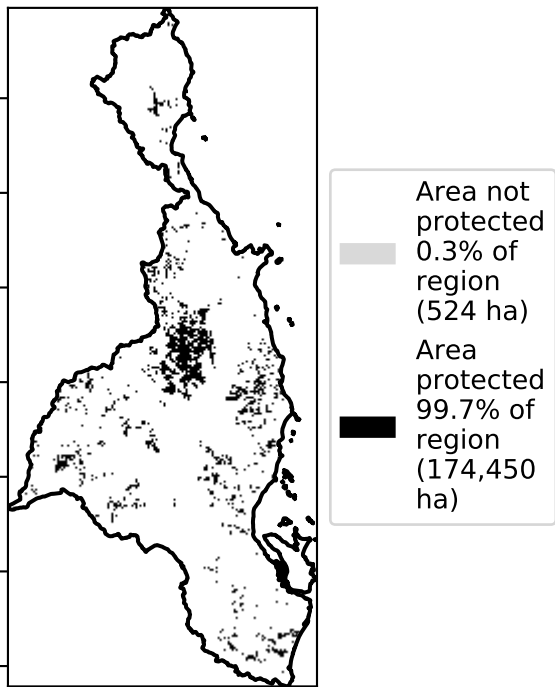 Area not
protected
0.3% of
region
(524 ha)
Area
protected
99.7% of
region
(174,450
ha)